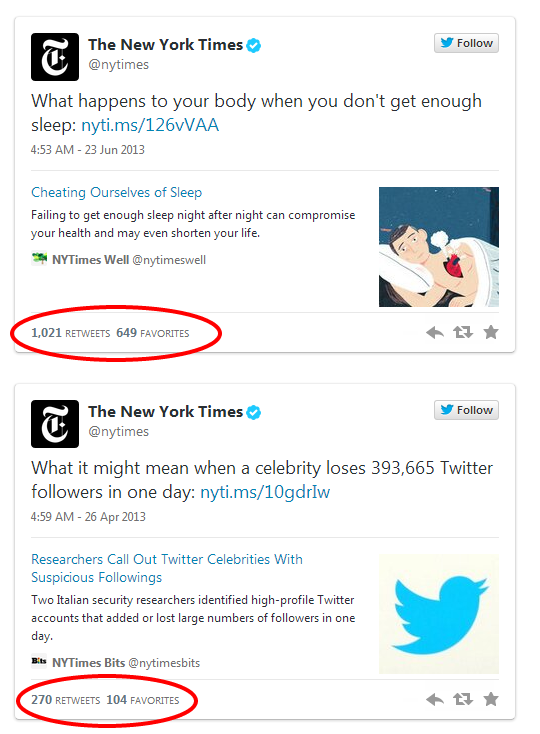 The New York Times
Follow
@nytimes
What happens to your body when you don't get enough
sleep: nyti.ms/126vVAA
4:53 AM - 23 Jun 2013
Cheating Ourselves of Sleep
Failing to get enough sleep night after night can compromise
your health and may even shorten your life.
NYTimes Well @nytimeswell
1,021 RETWEETS 649 FAVORITES
The New York Times
Follow
@nytimes
What it might mean when a celebrity loses 393,665 Twitter
followers in one day: nyti.ms/10gdrIw
4:59 AM - 26 Apr 2013
Researchers Call Out Twitter Celebrities With
Suspicious Followings
Two Italian security researchers identified high-profile Twitter
accounts that added or lost large numbers of followers in one
day.
Bits NYTimes Bits @nytimesbits
270 RETWEETS 104 FAVORITES